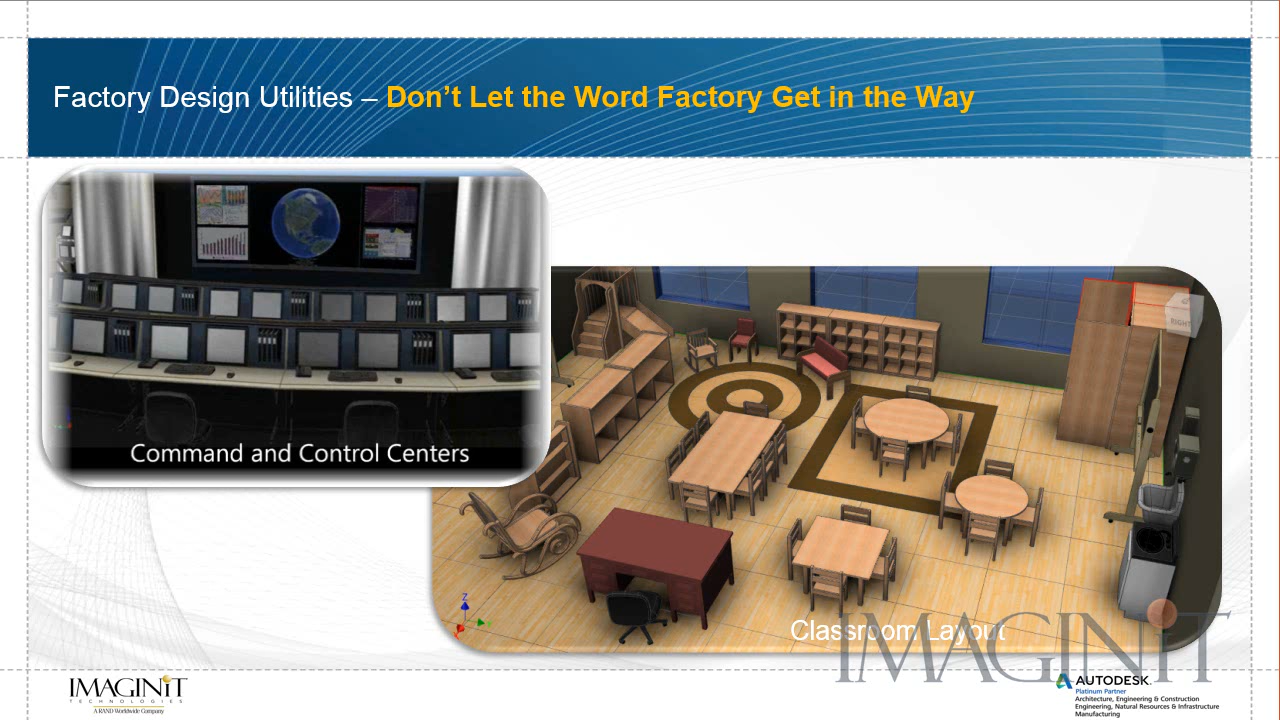 Factory Design Utilities – Don't Let the Word Factory Get in the Way
Command and Control Centers
RIGHT
Z
Classroom Layout
IMAGINiT
IMAGINiT
TECHNOLOGIES
A RAND Worldwide Company
AUTODESK
Platinum Partner
Architecture, Engineering & Construction
Engineering, Natural Resources & Infrastructure
Manufacturing